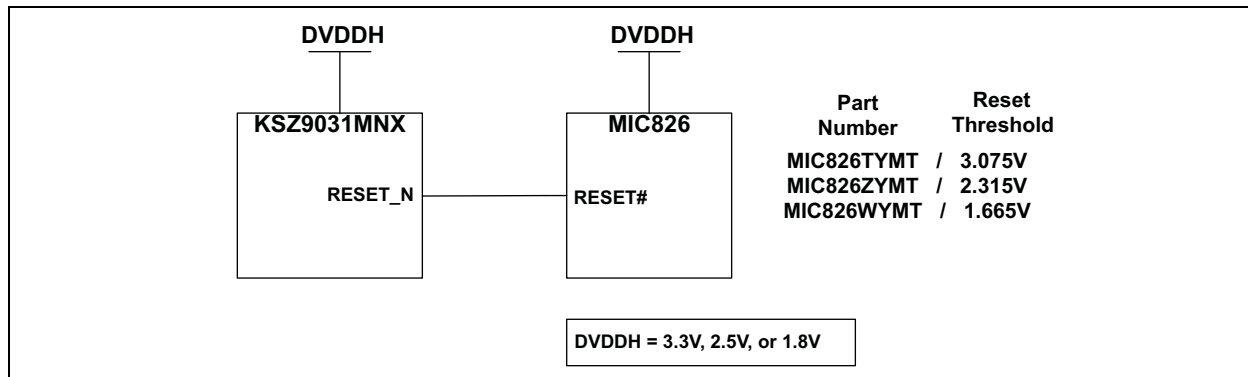 DVDDH
DVDDH
KSZ9031MNX
MIC826
RESET_N
RESET#
Part
Number
Reset
Threshold
MIC826TYMT / 3.075V
MIC826ZYMT / 2.315V
MIC826WYMT / 1.665V
DVDDH = 3.3V, 2.5V, or 1.8V